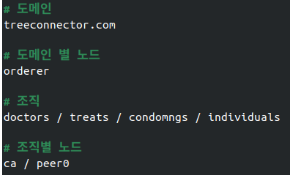 # 도메인
treeconnector.com
# 도메인 별 노드
orderer
# 조직
doctors / treats / condomngs / individuals
# 조직별 노드
ca / peer0